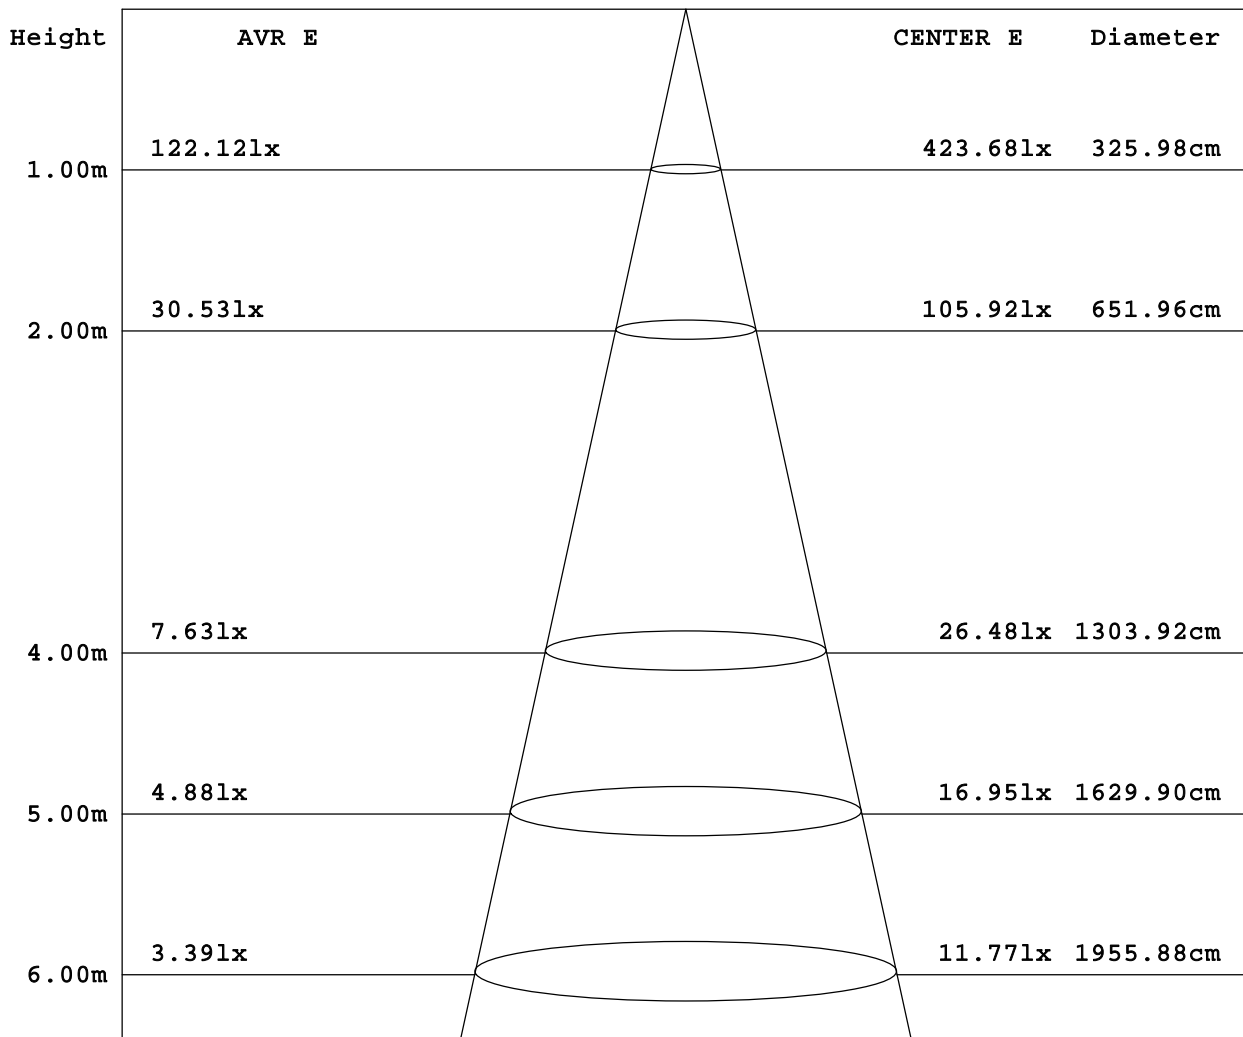 Height AVR E CENTER E Diameter
122.12lx 423.68lx 325.98cm
1.00m
30.53lx 105.92lx 651.96cm
2.00m
7.63lx 26.48lx 1303.92cm
4.00m
4.88lx 16.95lx 1629.90cm
5.00m
3.39lx 11.77lx 1955.88cm
6.00m